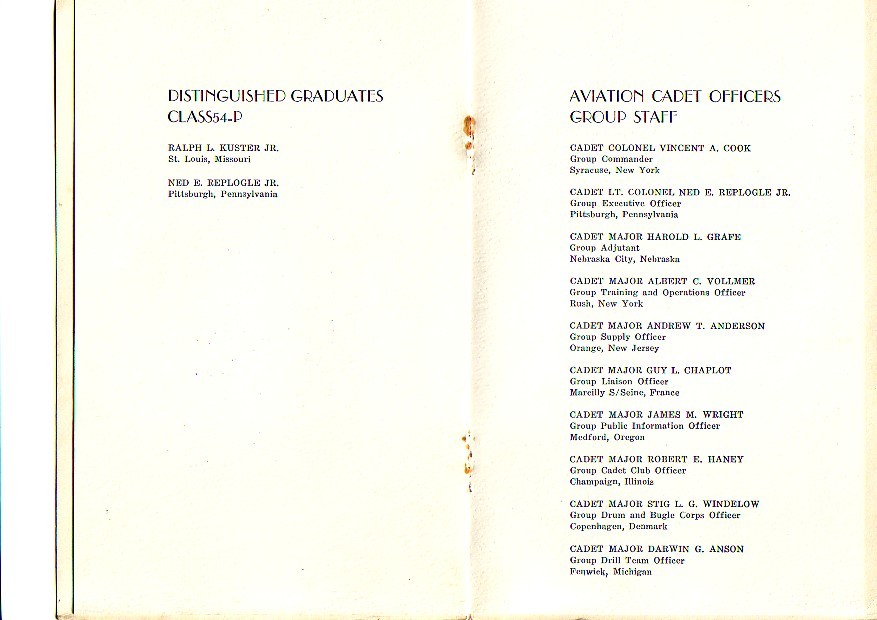 DISTINGUISHED GRADUATES
CLASS 54-P
RALPH L. KUSTER JR.
St. Louis, Missouri
NED E. REPLOGLE JR.
Pittsburgh, Pennsylvania
AVIATION CADET OFFICERS
GROUP STAFF
CADET COLONEL VINCENT A. COOK
Group Commander
Syracuse, New York
CADET LT. COLONEL NED E. REPLOGLE JR.
Group Executive Officer
Pittsburgh, Pennsylvania
CADET MAJOR HAROLD L. GRAFE
Group Adjutant
Nebraska City, Nebraska
CADET MAJOR ALBERT C. VOLLMER
Group Training and Operations Officer
Rush, New York
CADET MAJOR ANDREW T. ANDERSON
Group Supply Officer
Orange, New Jersey
CADET MAJOR GUY L. CHAPLOT
Group Liaison Officer
Marcilly S/Seine, France
CADET MAJOR JAMES M. WRIGHT
Group Public Information Officer
Medford, Oregon
CADET MAJOR ROBERT E. HANEY
Group Cadet Club Officer
Champaign, Illinois
CADET MAJOR STIG L. G. WINDELOW
Group Drum and Bugle Corps Officer
Copenhagen, Denmark
CADET MAJOR DARWIN G. ANSON
Group Drill Team Officer
Fenwick, Michigan